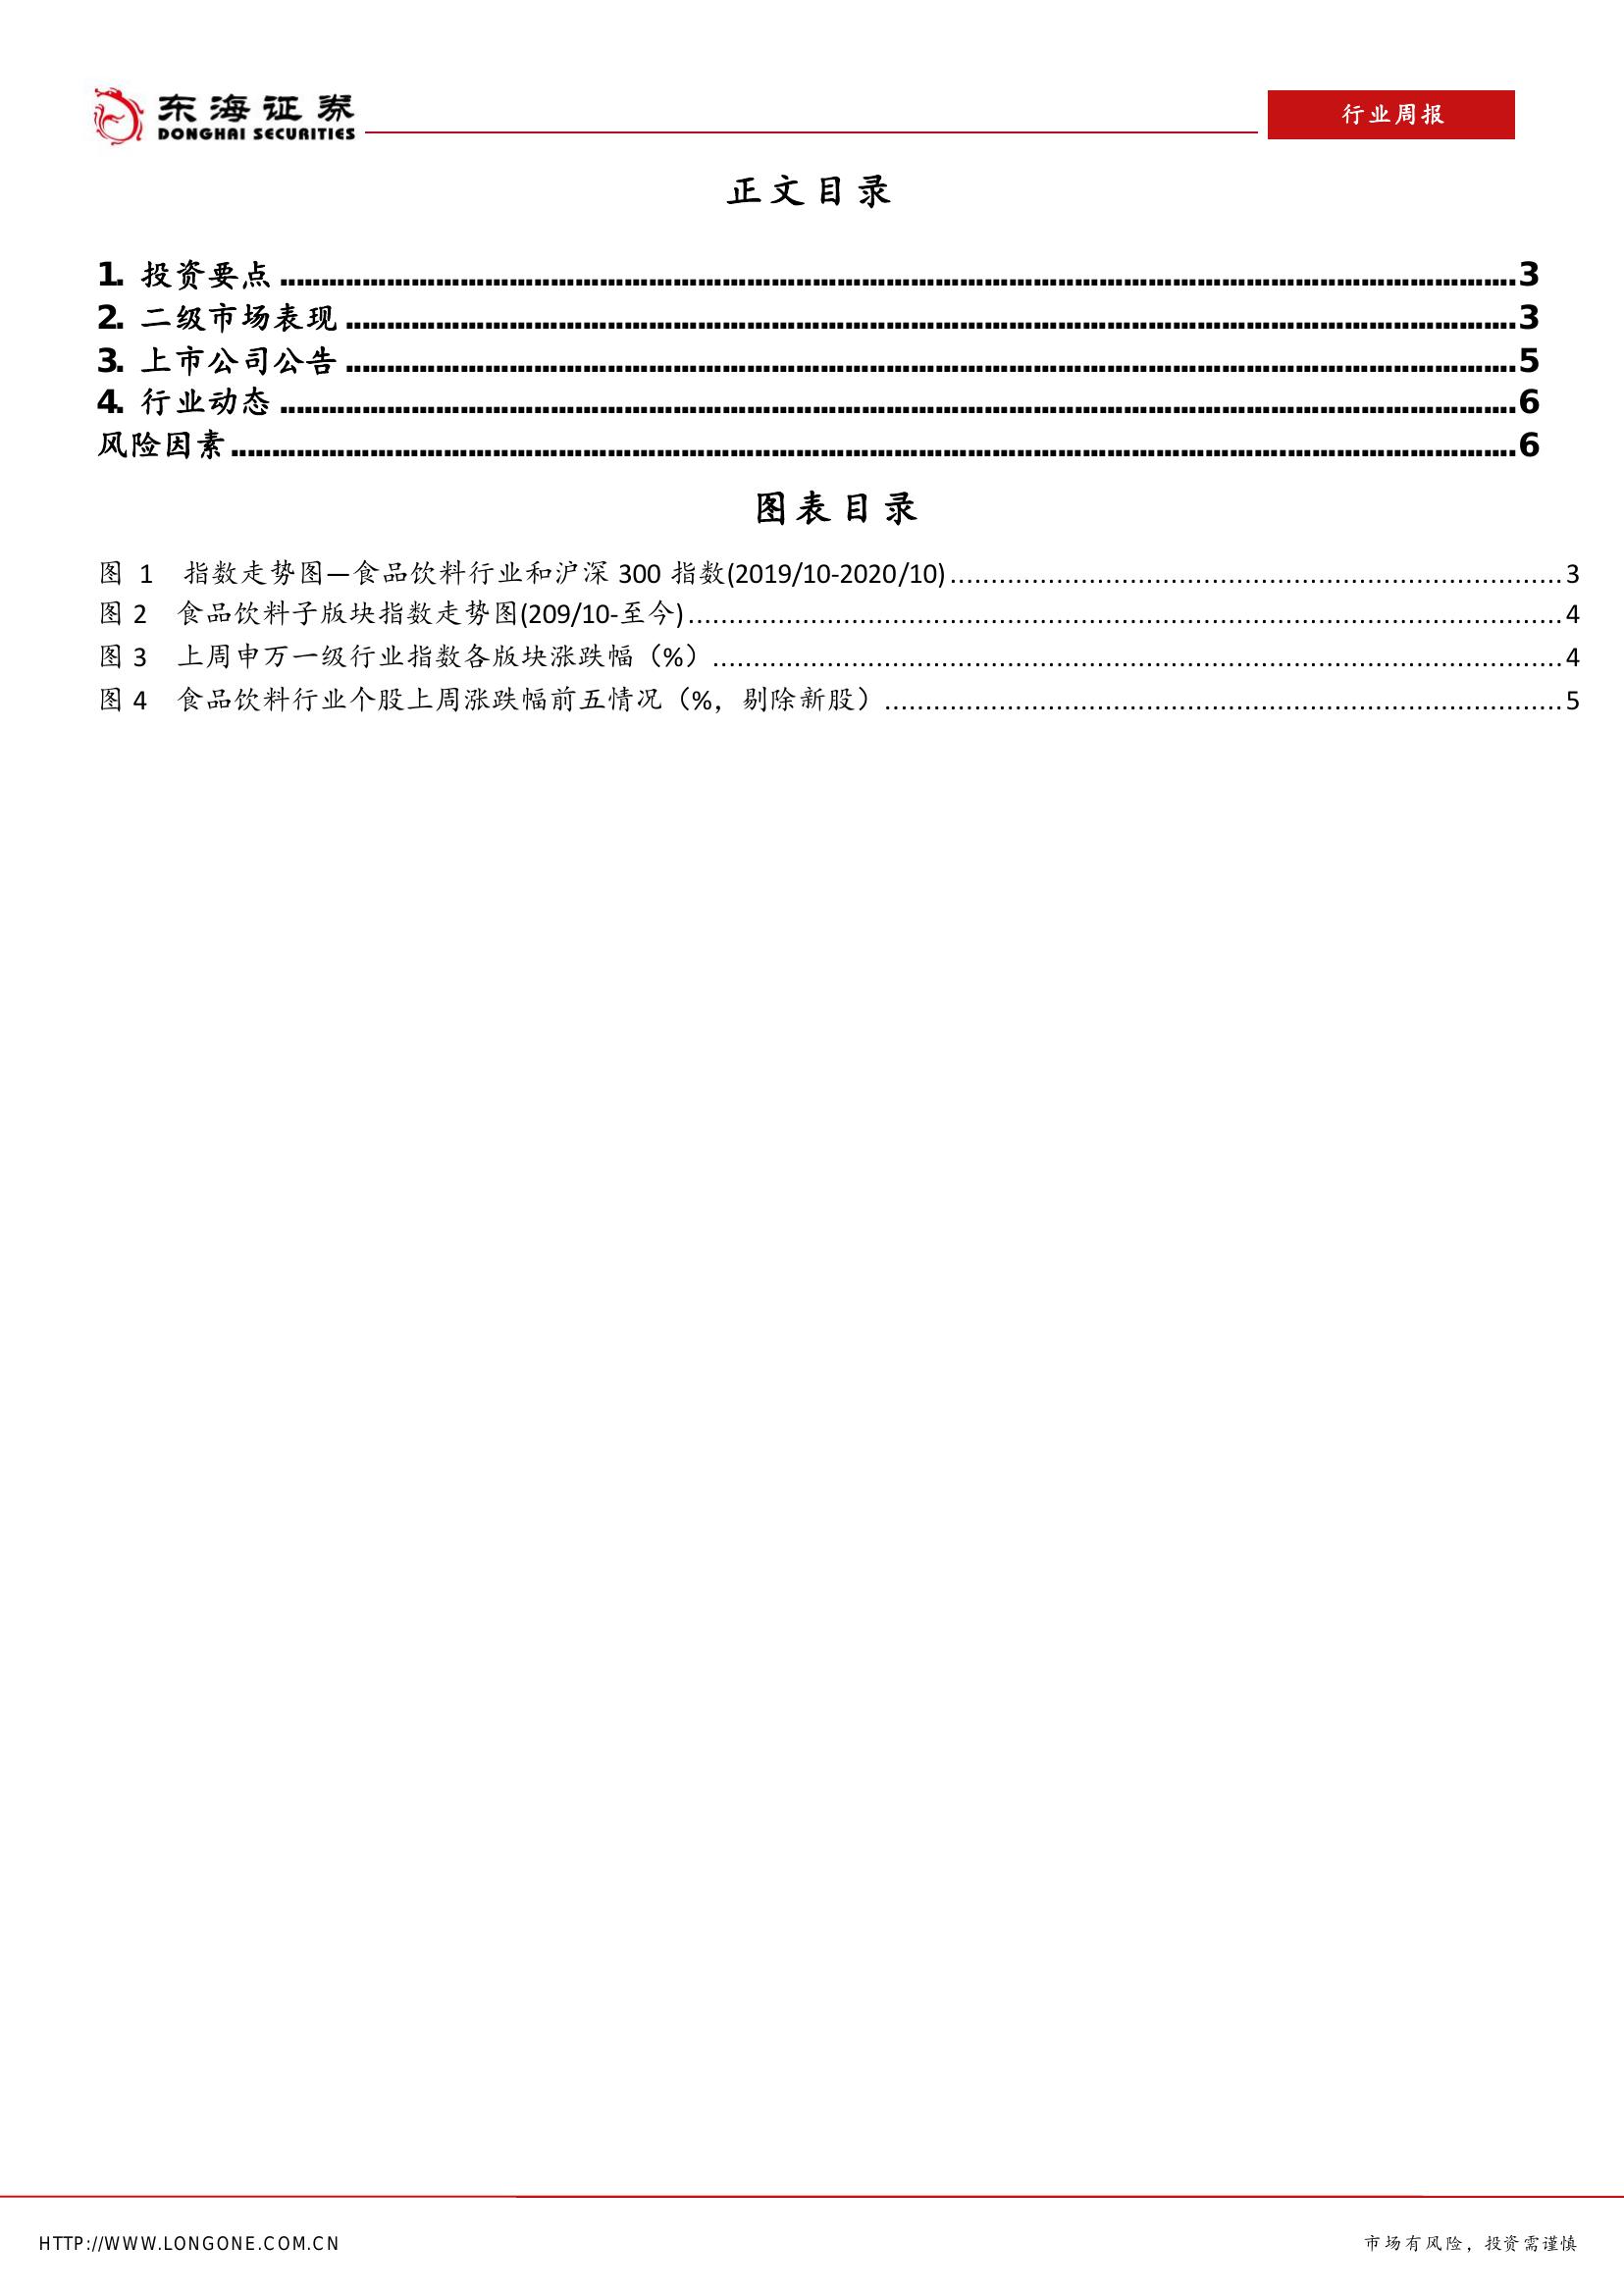 东海证券
DONGHAI SECURITIES
行业周报
正文目录
1. 投资要点........3
2. 二级市场表现........3
3. 上市公司公告........5
4. 行业动态........6
风险因素........6
图表目录
图 1 指数走势图—食品饮料行业和沪深 300 指数(2019/10-2020/10)........3
图 2 食品饮料子版块指数走势图(209/10-至今)........4
图 3 上周申万一级行业指数各版块涨跌幅（%）........4
图 4 食品饮料行业个股上周涨跌幅前五情况（%，剔除新股）........5
HTTP://WWW.LONGONE.COM.CN
市场有风险，投资需谨慎